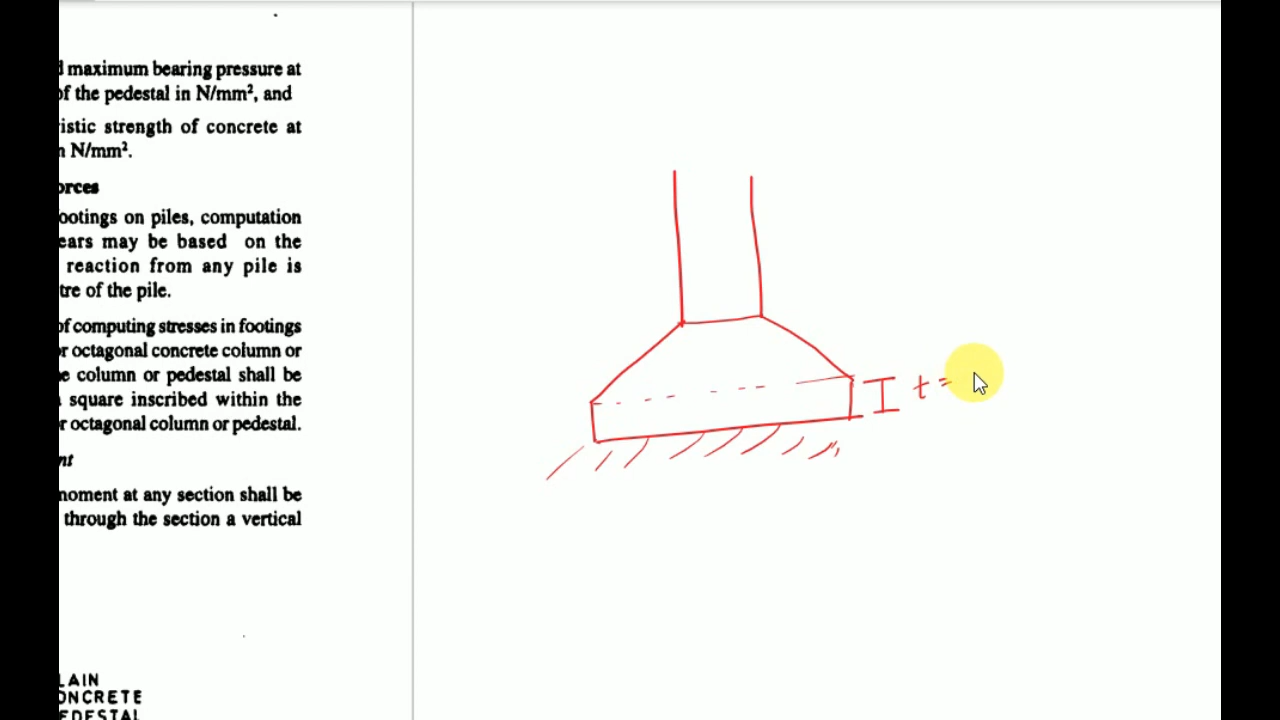 maximum bearing pressure at
of the pedestal in N/mm², and
ristic strength of concrete at
N/mm².
orces
ootings on piles, computation
ears may be based on the
reaction from any pile is
tre of the pile.
of computing stresses in footings
or octagonal concrete column or
e column or pedestal shall be
square inscribed within the
r octagonal column or pedestal.
nt
moment at any section shall be
through the section a vertical
t =
LAIN
ONCRETE
EDESTAL